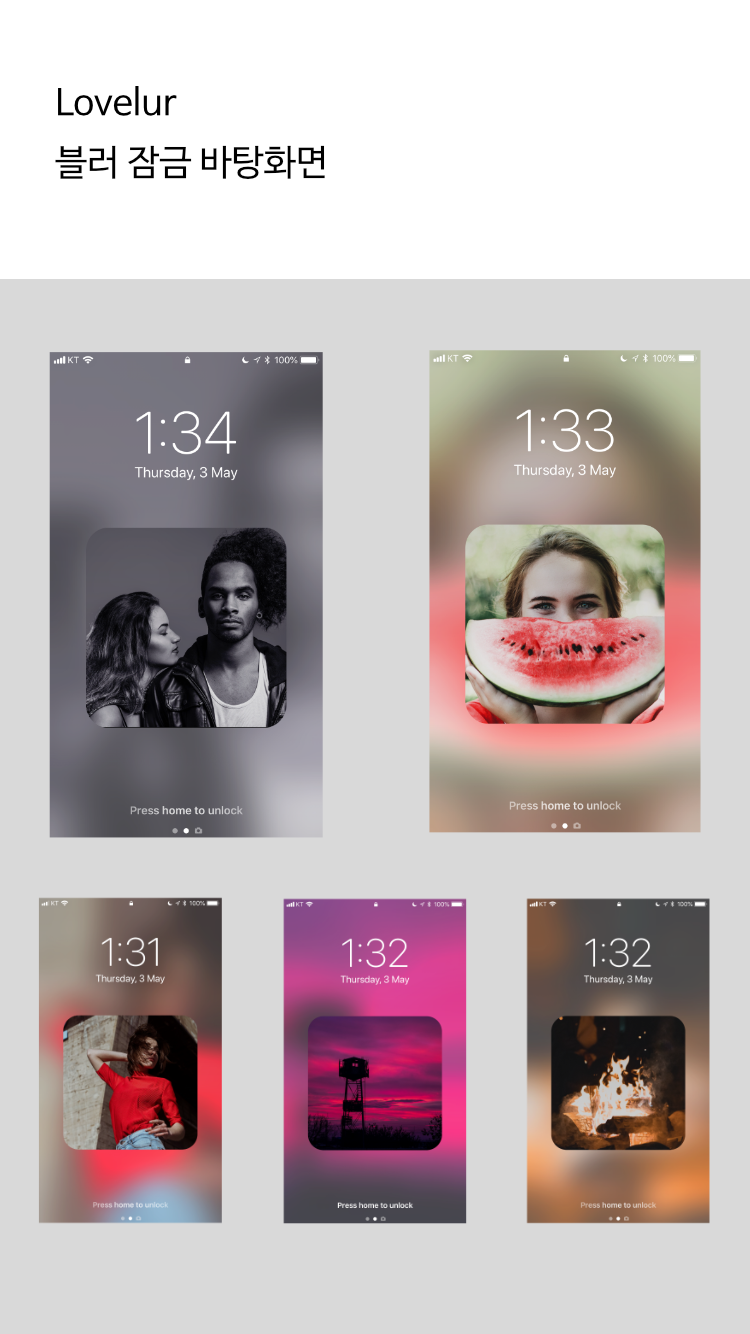 Lovelur
블러 잠금 바탕화면
KT 100%
1:34
Thursday, 3 May
Press home to unlock
KT 100%
1:33
Thursday, 3 May
Press home to unlock
KT 100%
1:31
Thursday, 3 May
Press home to unlock
KT 100%
1:32
Thursday, 3 May
Press home to unlock
KT 100%
1:32
Thursday, 3 May
Press home to unlock